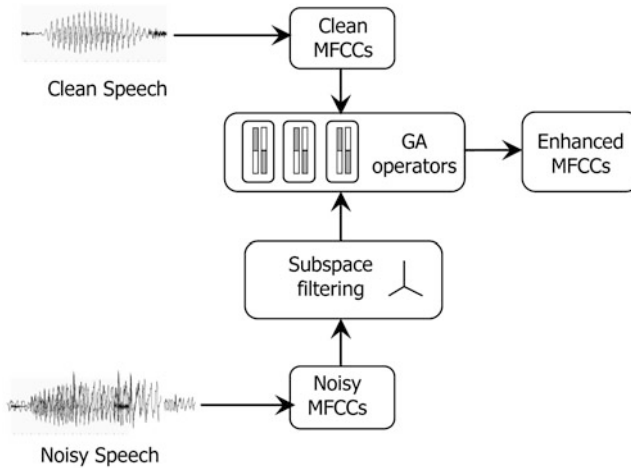 Clean
MFCCs
Clean Speech
GA
operators
Enhanced
MFCCs
Subspace
filtering
Noisy
MFCCs
Noisy Speech